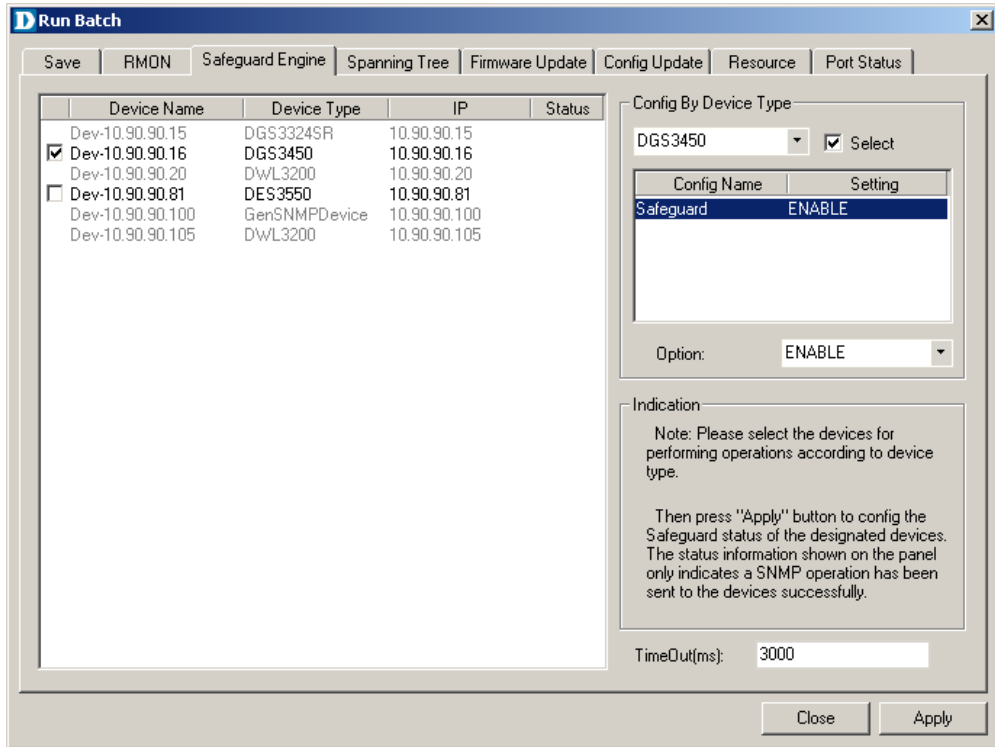 Run Batch
Save RMON Safeguard Engine Spanning Tree Firmware Update Config Update Resource Port Status
Device Name Device Type IP Status
Dev-10.90.90.15 DGS3324SR 10.90.90.15
Dev-10.90.90.16 DGS3450 10.90.90.16
Dev-10.90.90.20 DWL3200 10.90.90.20
Dev-10.90.90.81 DES3550 10.90.90.81
Dev-10.90.90.100 GenSNMPDevice 10.90.90.100
Dev-10.90.90.105 DWL3200 10.90.90.105
Config By Device Type
DGS3450 Select
Config Name Setting
Safeguard ENABLE
Option: ENABLE
Indication
Note: Please select the devices for
performing operations according to device
type.
Then press "Apply" button to config the
Safeguard status of the designated devices.
The status information shown on the panel
only indicates a SNMP operation has been
sent to the devices successfully.
TimeOut(ms): 3000
Close Apply